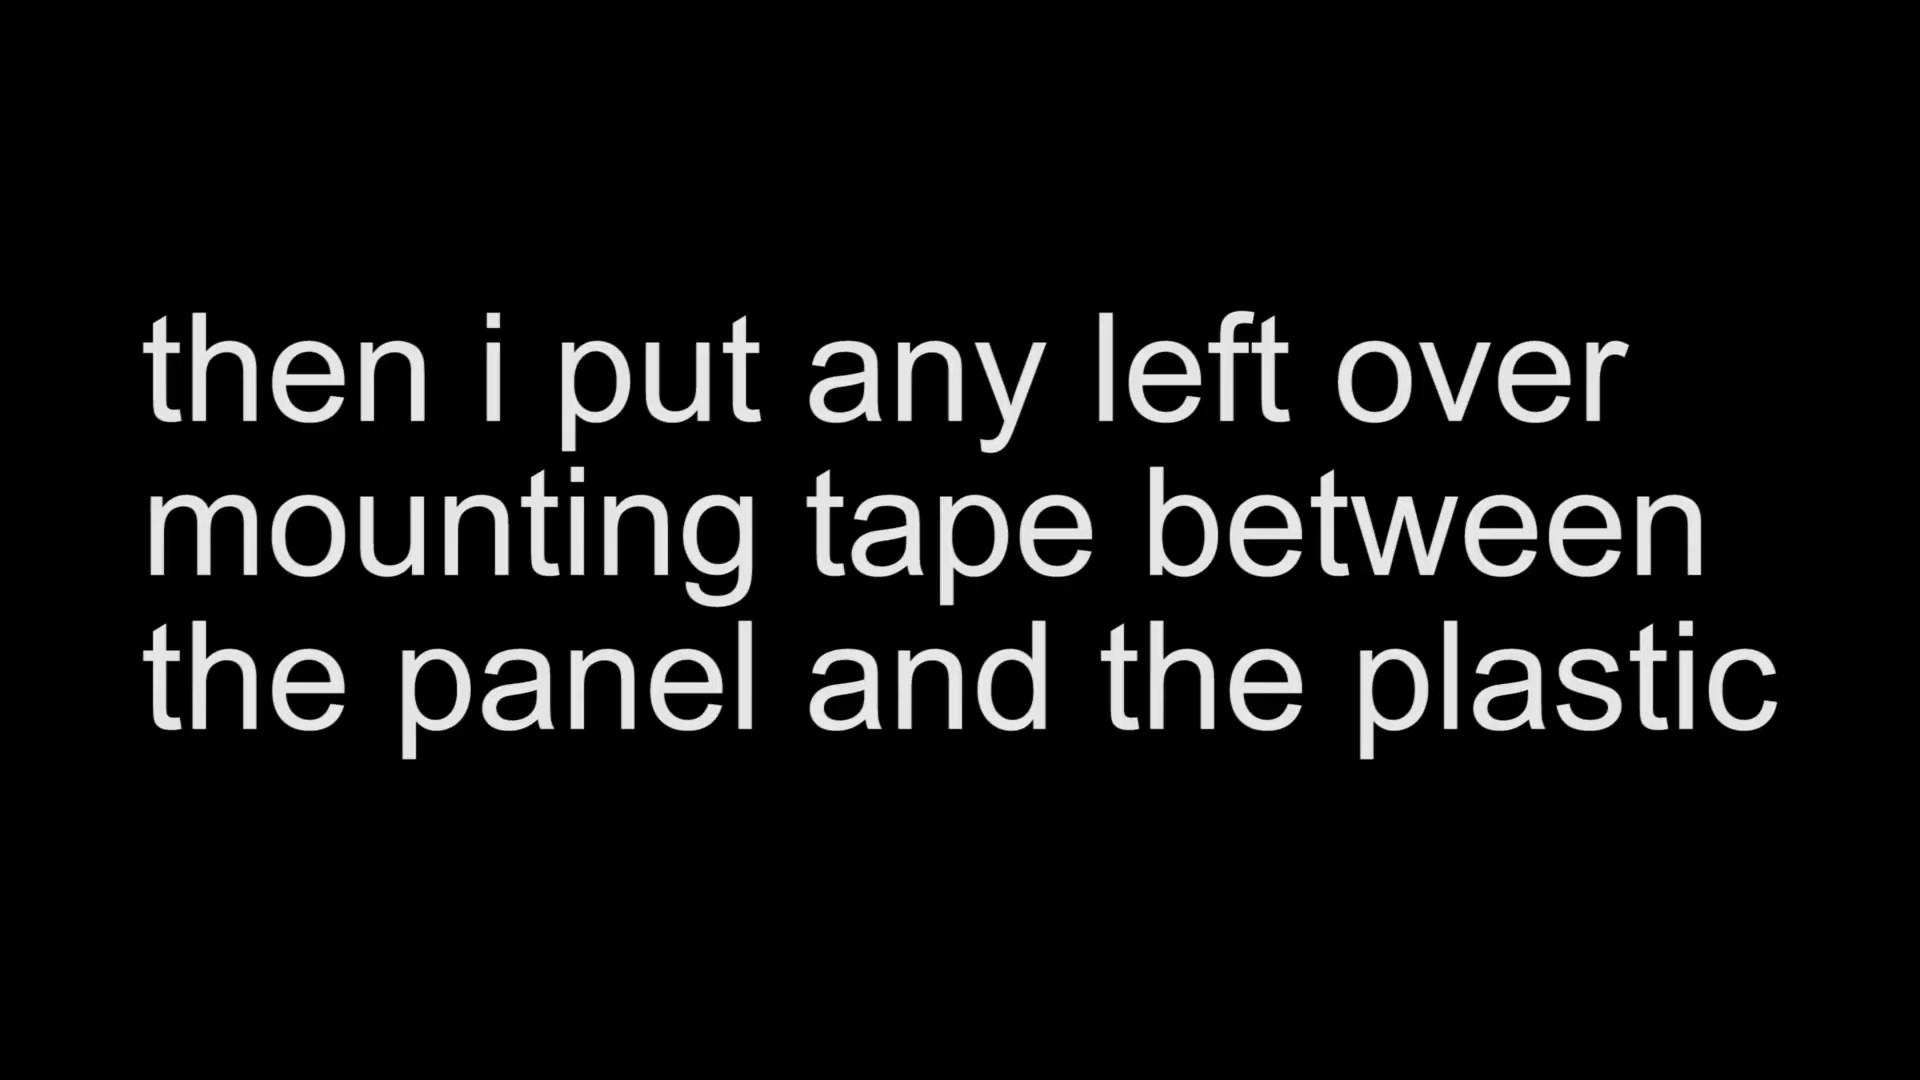 then i put any left over
mounting tape between
the panel and the plastic